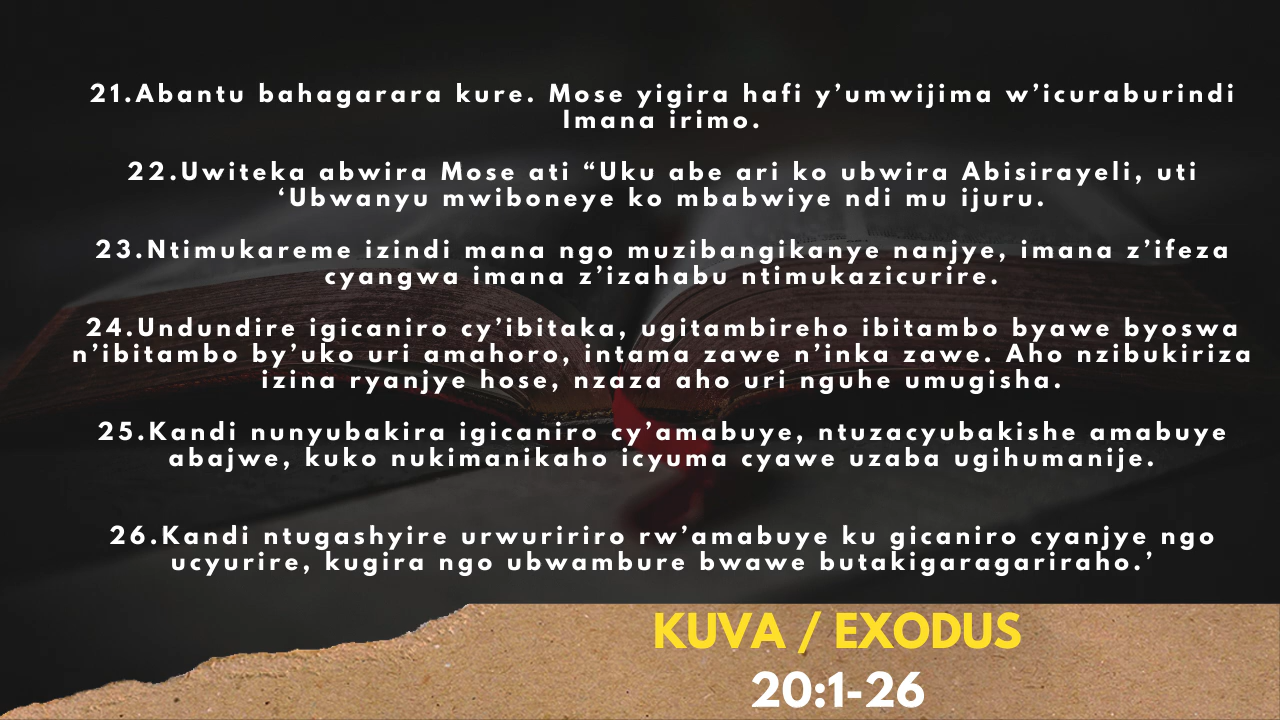 21.Abantu bahagarara kure. Mose yigira hafi y’umwijima w’icuraburindi
Imana irimo.
22.Uwiteka abwira Mose ati “Uku abe ari ko ubwira Abisirayeli, uti
‘Ubwanyu mwiboneye ko mbabwiye ndi mu ijuru.
23.Ntimukareme izindi mana ngo muzibangikanye nanjye, imana z’ifeza
cyangwa imana z’izahabu ntimukazicurire.
24.Undundire igicaniro cy’ibitaka, ugitambireho ibitambo byawe byoswa
n’ibitambo by’uko uri amahoro, intama zawe n’inka zawe. Aho nzibukiriza
izina ryanjye hose, nzaza aho uri nguhe umugisha.
25.Kandi nunyubakira igicaniro cy’amabuye, ntuzacyubakishe amabuye
abajwe, kuko nukimanikaho icyuma cyawe uzaba ugihumanije.
26.Kandi ntugashyire urwuririro rw’amabuye ku gicaniro cyanjye ngo
ucyurire, kugira ngo ubwambure bwawe butakigaragariraho.’
KUVA / EXODUS
20:1-26